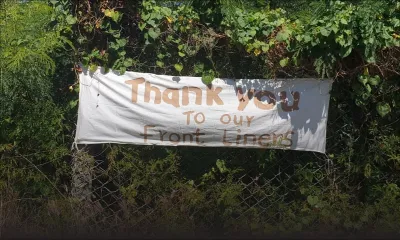 Thank you
To our
Front Liners